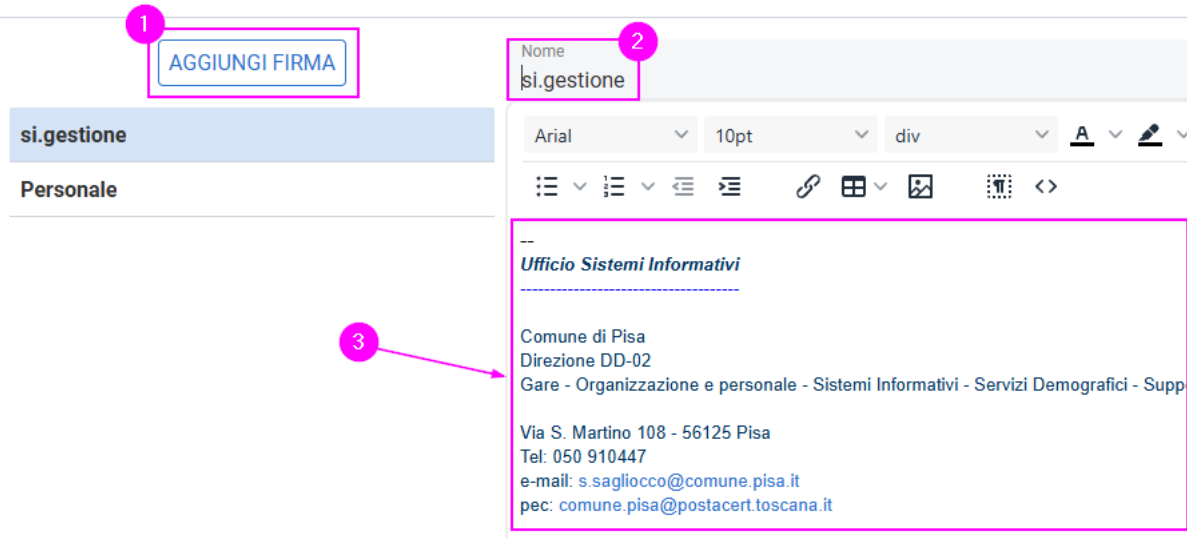 1
AGGIUNGI FIRMA
si.gestione
Personale
2
Nome
si.gestione
Arial 10pt div A
3
--
Ufficio Sistemi Informativi
-------------------------------------
Comune di Pisa
Direzione DD-02
Gare - Organizzazione e personale - Sistemi Informativi - Servizi Demografici - Supp
Via S. Martino 108 - 56125 Pisa
Tel: 050 910447
e-mail: s.sagliocco@comune.pisa.it
pec: comune.pisa@postacert.toscana.it